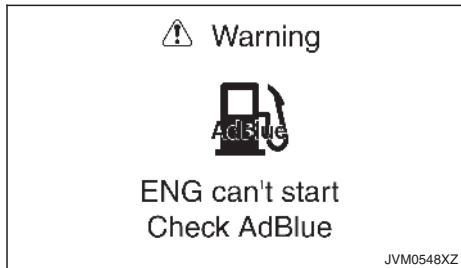 Warning
AdBlue
ENG can't start
Check AdBlue
JVM0548XZ